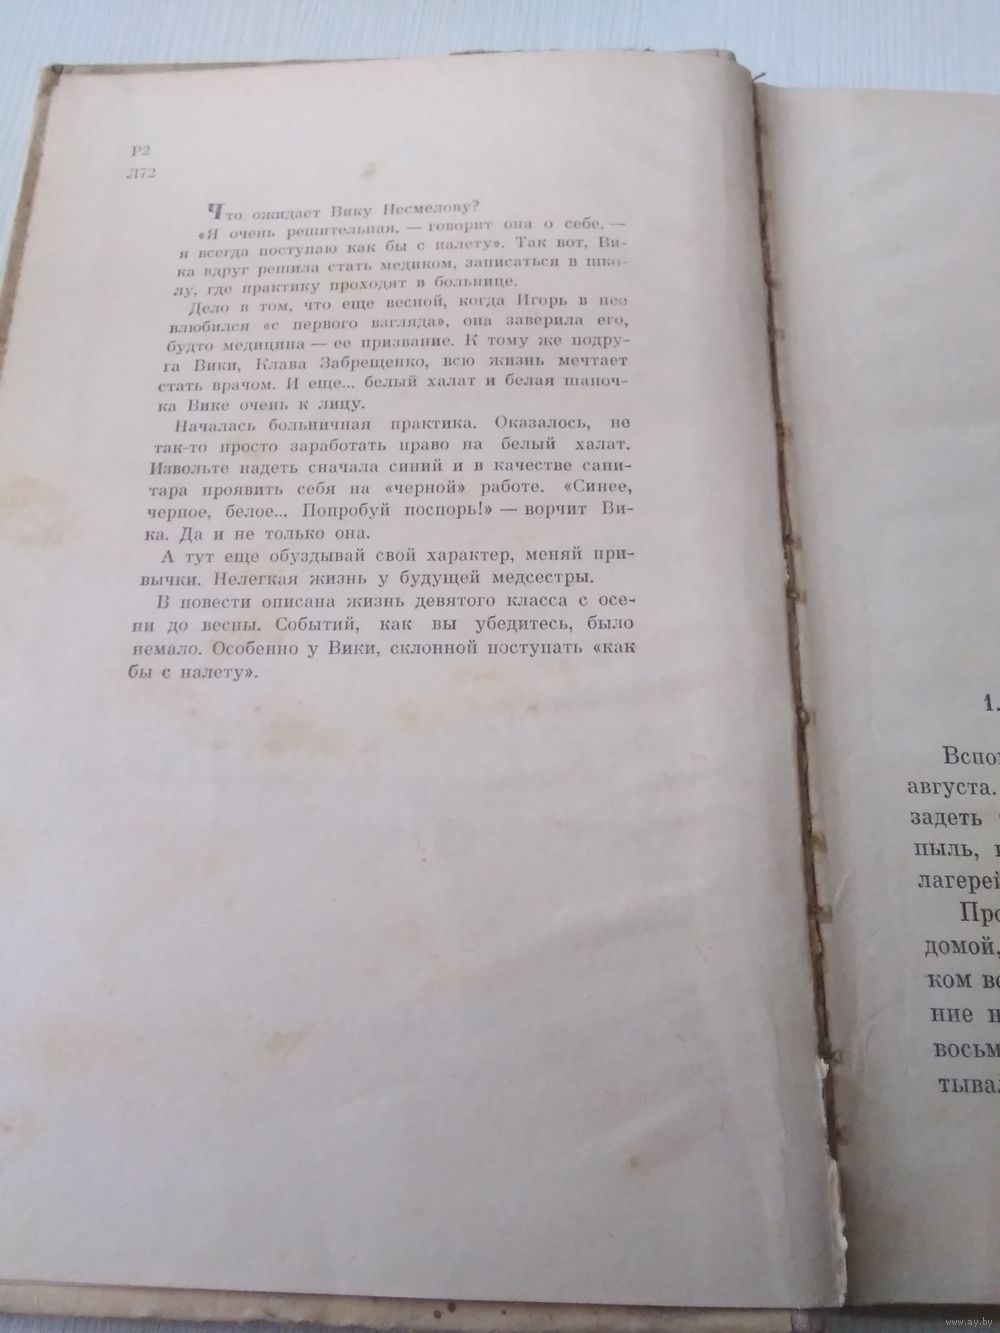 Р2
Л72
Что ожидает Вику Несмелову?
«Я очень решительная, — говорит она о себе, —
я всегда поступаю как бы с налету». Так вот, Ви-
ка вдруг решила стать медиком, записаться в шко-
лу, где практику проходят в больнице.
Дело в том, что еще весной, когда Игорь в нее
влюбился «с первого взгляда», она заверила его,
будто медицина — ее призвание. К тому же подру-
га Вики, Клава Забрещенко, всю жизнь мечтает
стать врачом. И еще... белый халат и белая шапоч-
ка Вике очень к лицу.
Началась больничная практика. Оказалось, не
так-то просто заработать право на белый халат.
Извольте надеть сначала синий и в качестве сани-
тара проявить себя на «черной» работе. «Синее,
черное, белое... Попробуй поспорь!» — ворчит Ви-
ка. Да и не только она.
А тут еще обуздывай свой характер, меняй при-
вычки. Нелегкая жизнь у будущей медсестры.
В повести описана жизнь девятого класса с осе-
ни до весны. Событий, как вы убедитесь, было
немало. Особенно у Вики, склонной поступать «как
бы с налету».
1.
Вспо
августа.
задеть
пыль,
лагерей
Про
домой,
ком во
ние н
восьм
тыва
www.ay.by